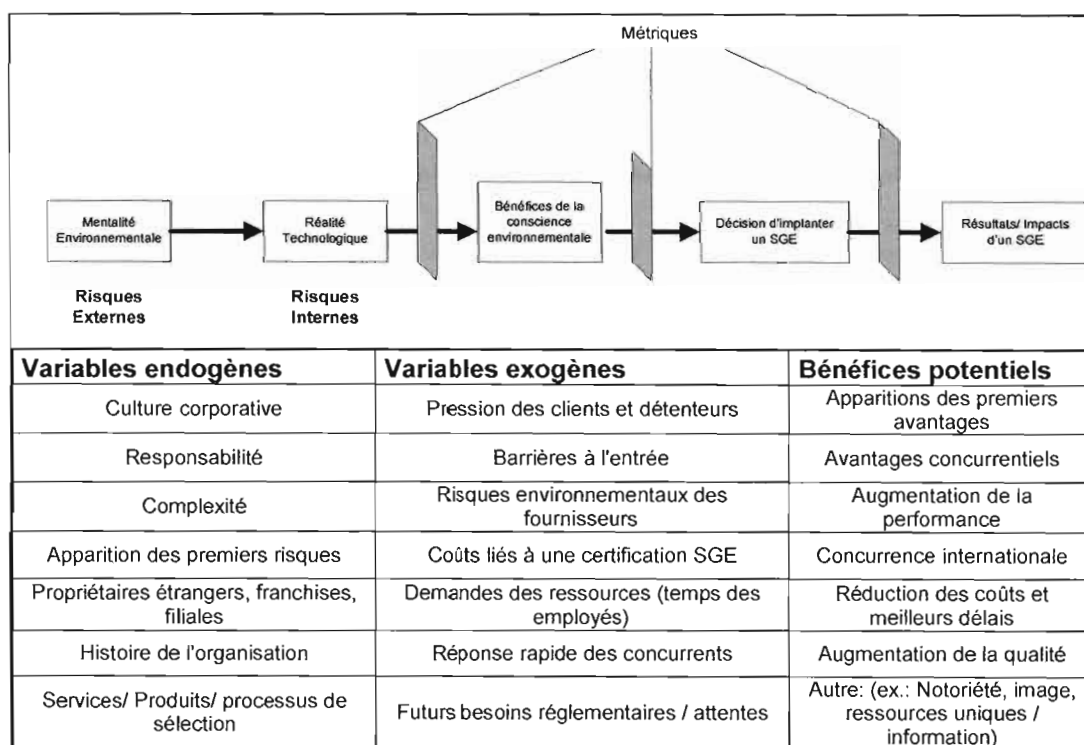 Métriques
Mentalité
Environnementale
Réalité
Technologique
Bénéfices de la
conscience
environnementale
Décision d'implanter
un SGE
Résultats/ Impacts
d'un SGE
Risques
Externes
Risques
Internes
Variables endogènes
Variables exogènes
Bénéfices potentiels
Culture corporative
Pression des clients et détenteurs
Apparitions des premiers
avantages
Responsabilité
Barrières à l'entrée
Avantages concurrentiels
Complexité
Risques environnementaux des
fournisseurs
Augmentation de la
performance
Apparition des premiers risques
Coûts liés à une certification SGE
Concurrence internationale
Propriétaires étrangers, franchises,
filiales
Demandes des ressources (temps des
employés)
Réduction des coûts et
meilleurs délais
Histoire de l'organisation
Réponse rapide des concurrents
Augmentation de la qualité
Services/ Produits/ processus de
sélection
Futurs besoins réglementaires / attentes
Autre: (ex.: Notoriété, image,
ressources uniques /
information)